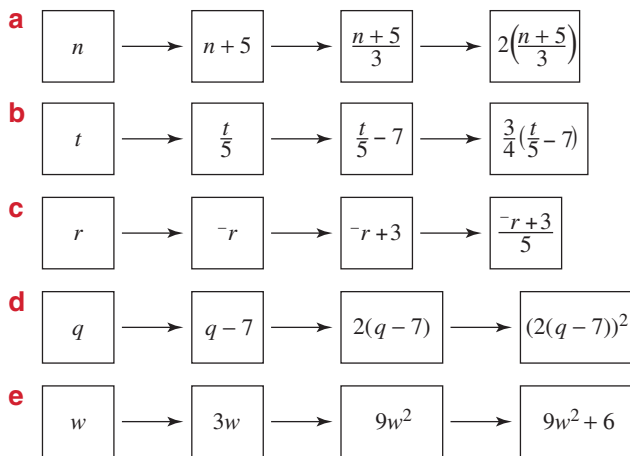 a n n + 5 (n + 5)/3 2((n + 5)/3)
b t t/5 t/5 − 7 3/4(t/5 − 7)
c r ⁻r ⁻r + 3 (⁻r + 3)/5
d q q − 7 2(q − 7) (2(q − 7))²
e w 3w 9w² 9w² + 6